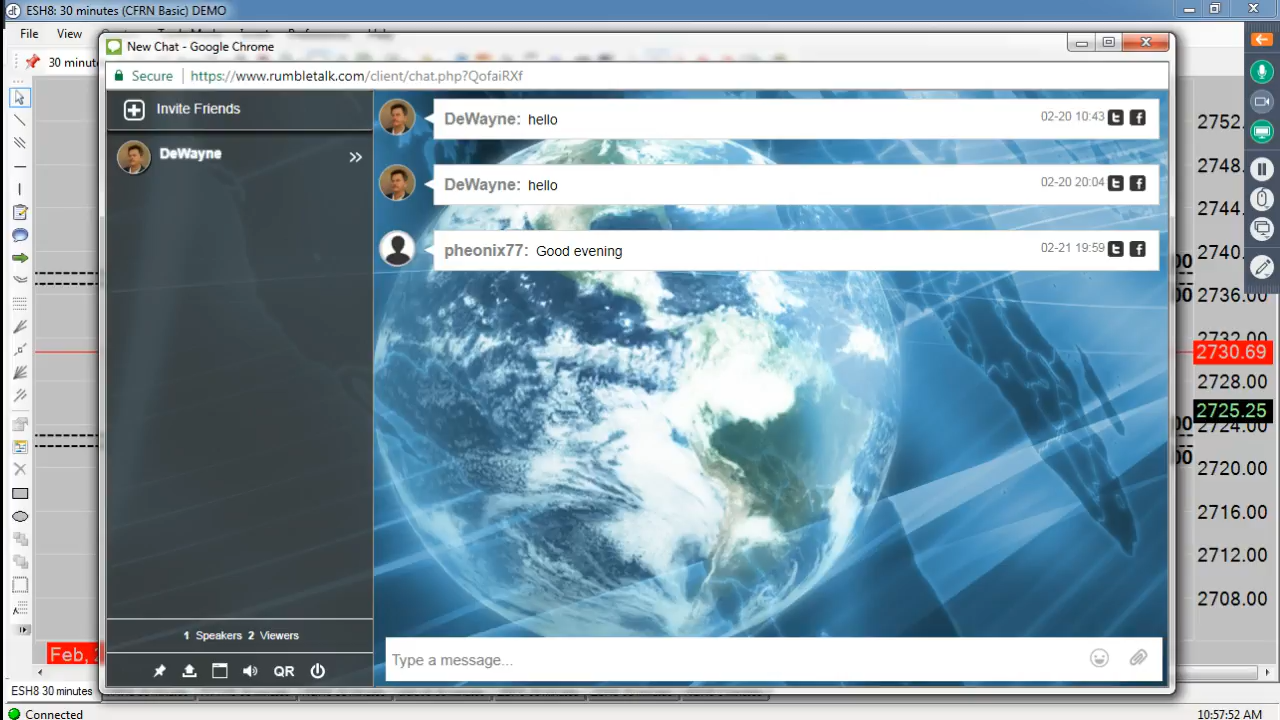 ESH8: 30 minutes (CFRN Basic) DEMO
File View
30 minute
New Chat - Google Chrome
Secure https://www.rumbletalk.com/client/chat.php?QofaiRXf
Invite Friends
DeWayne
DeWayne: hello 02-20 10:43
DeWayne: hello 02-20 20:04
pheonix77: Good evening 02-21 19:59
1 Speakers 2 Viewers
QR
Type a message...
2752.
2748.
2744.
2740.
2736.00
2732.00
2730.69
2728.00
2725.25
2724.00
2720.00
2716.00
2712.00
2708.00
Feb,
ESH8 30 minutes
Connected
10:57:52 AM